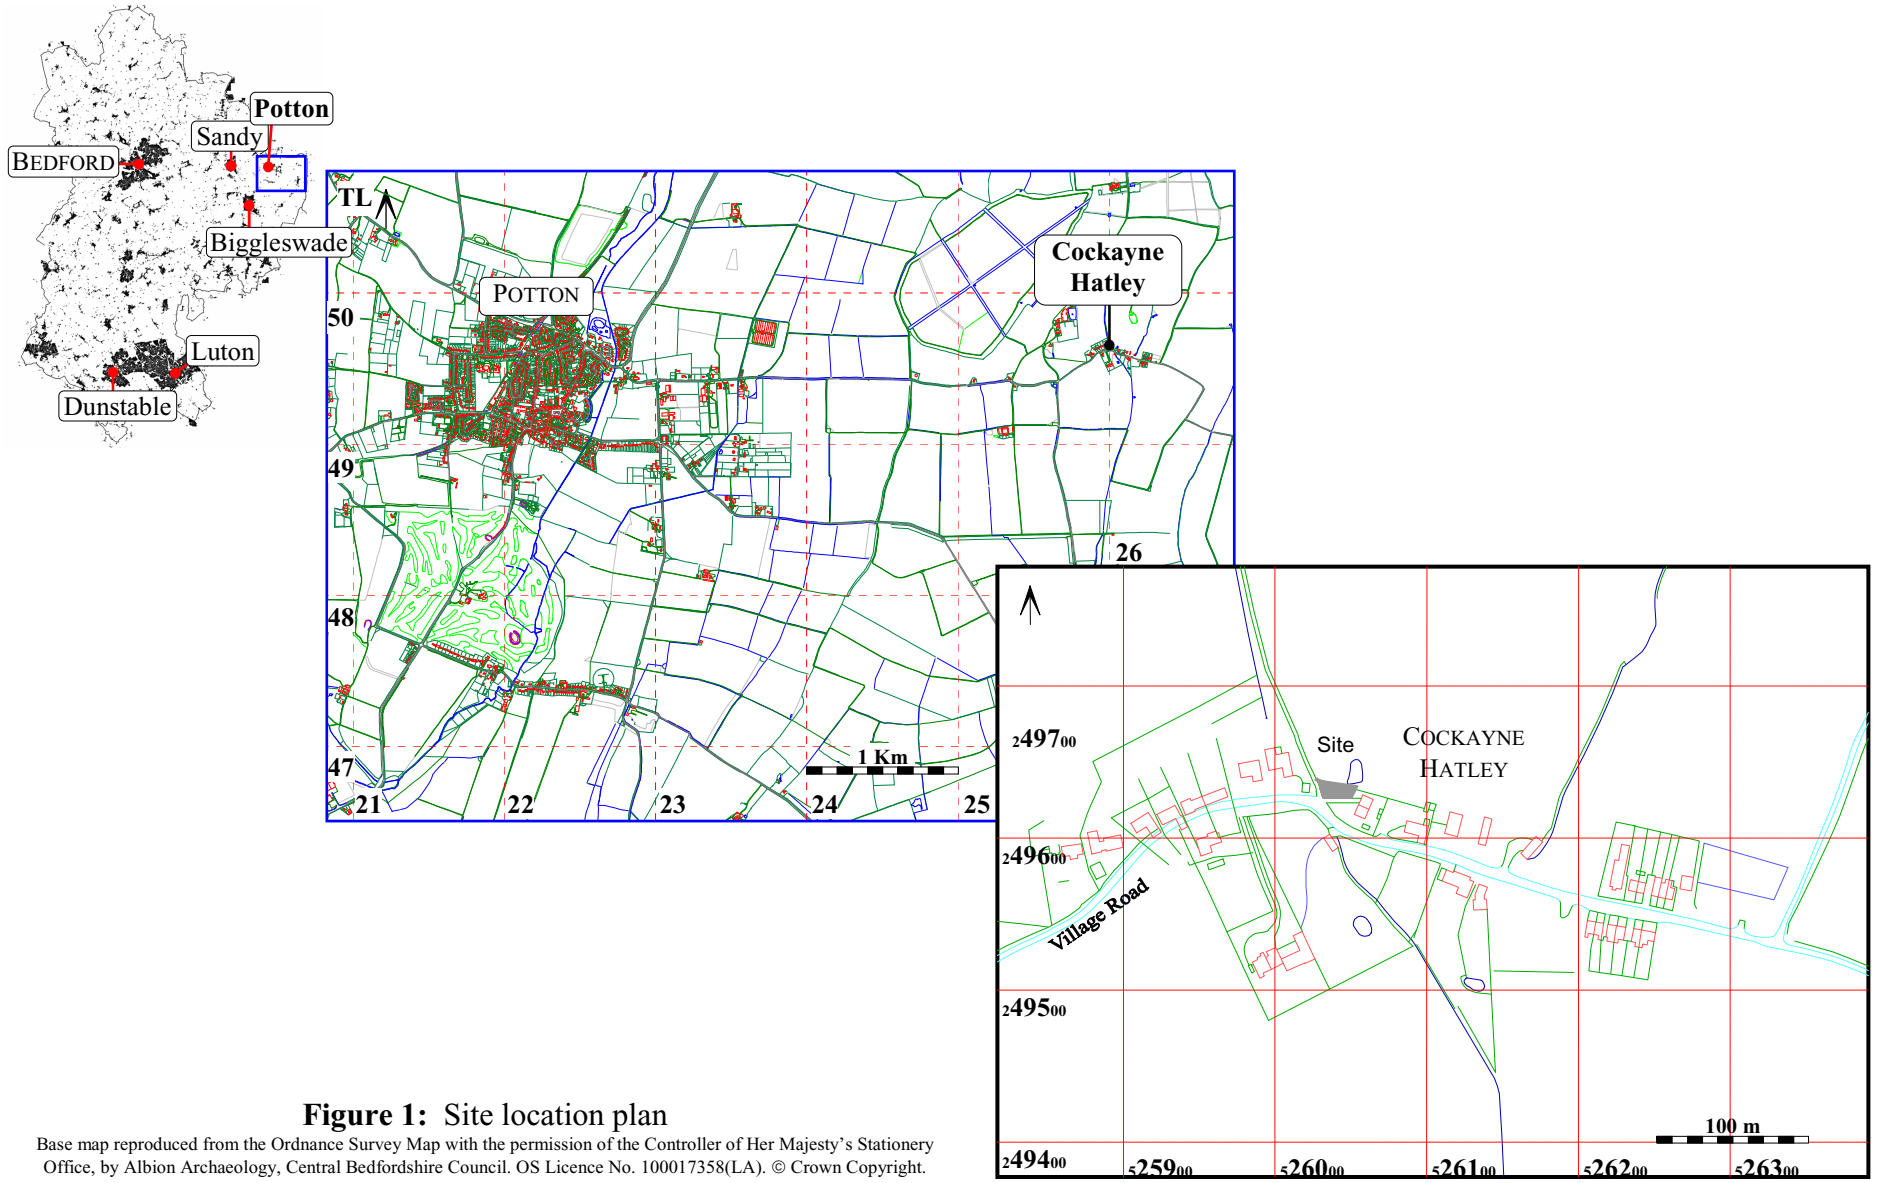 Potton
Sandy
BEDFORD
Biggleswade
Luton
Dunstable
TL
POTTON
Cockayne
Hatley
50
49
48
47
21
22
23
24
25
26
1 Km
Site
COCKAYNE
HATLEY
Village Road
249700
249600
249500
249400
525900
526000
526100
526200
526300
100 m
Figure 1: Site location plan
Base map reproduced from the Ordnance Survey Map with the permission of the Controller of Her Majesty’s Stationery
Office, by Albion Archaeology, Central Bedfordshire Council. OS Licence No. 100017358(LA). © Crown Copyright.